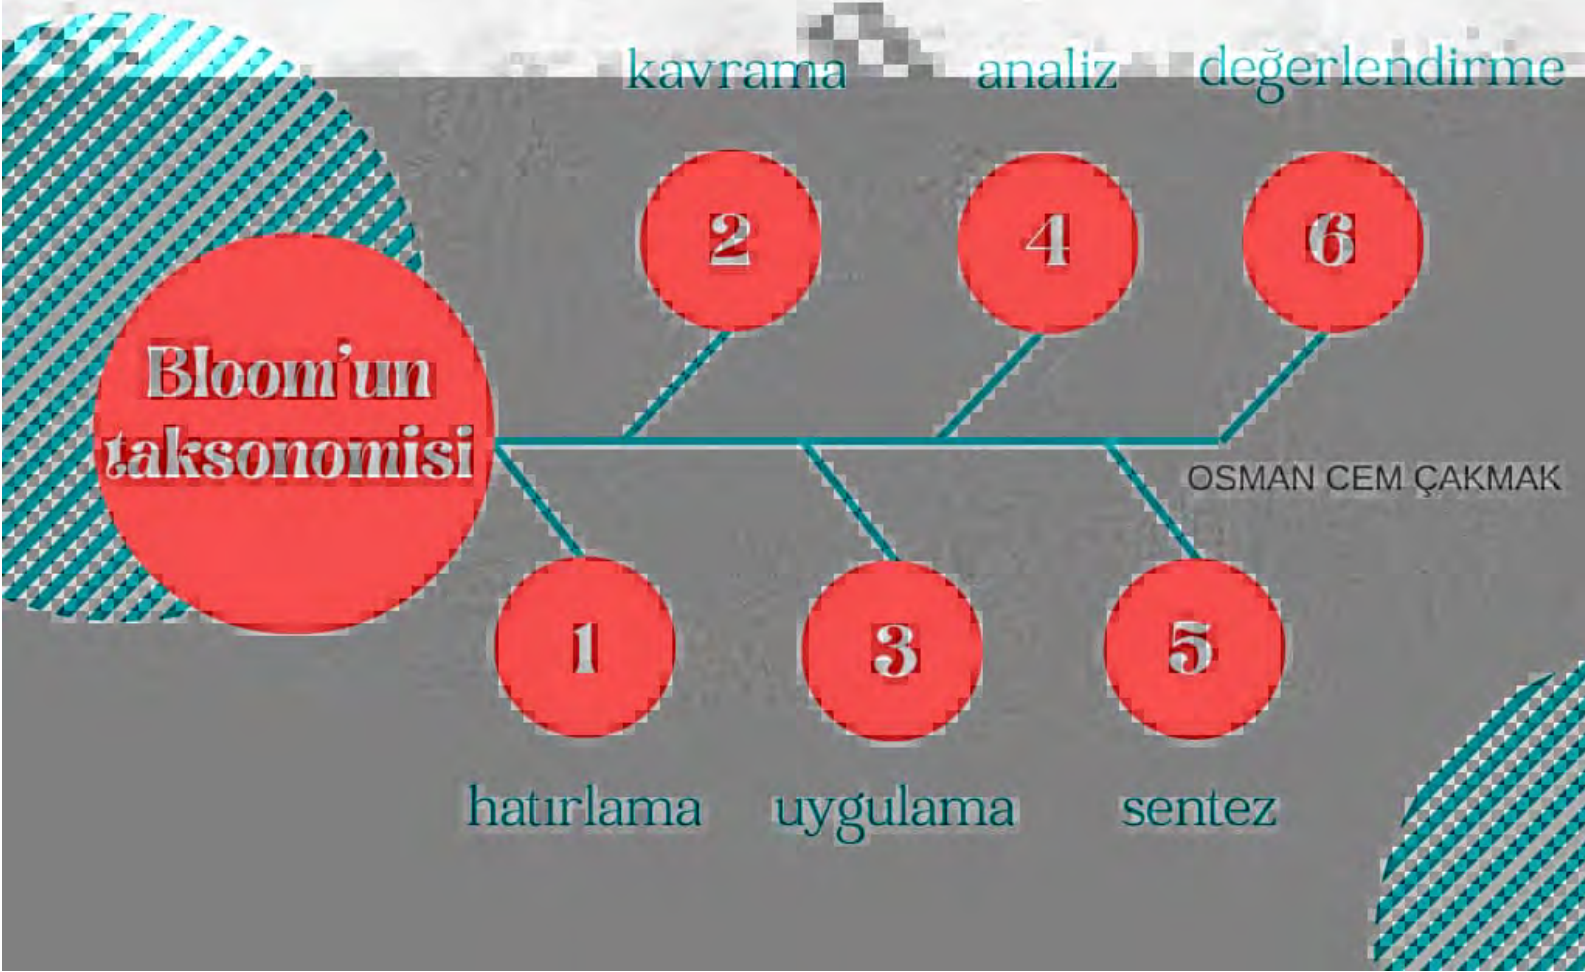 kavrama
analiz
değerlendirme
2
4
6
Bloom'un
taksonomisi
OSMAN CEM ÇAKMAK
1
3
5
hatırlama
uygulama
sentez